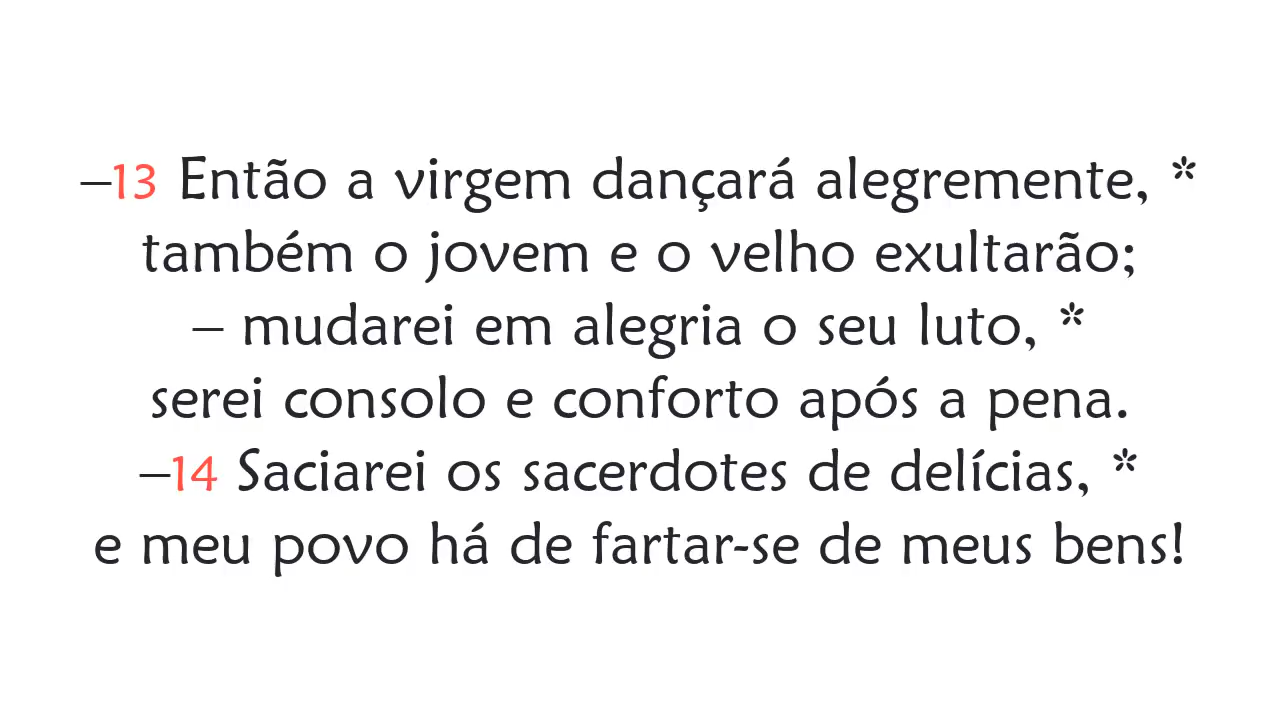 –13 Então a virgem dançará alegremente, *
também o jovem e o velho exultarão;
– mudarei em alegria o seu luto, *
serei consolo e conforto após a pena.
–14 Saciarei os sacerdotes de delícias, *
e meu povo há de fartar-se de meus bens!